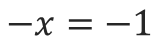 −x = −1